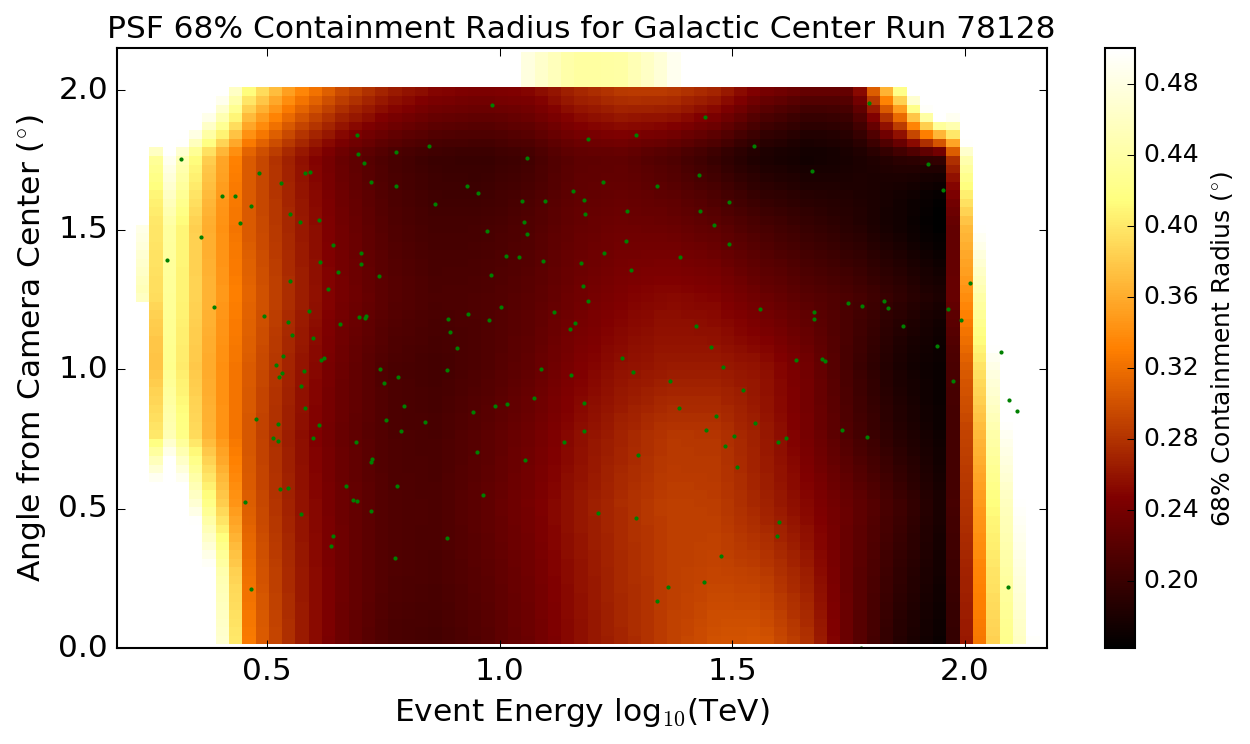 PSF 68% Containment Radius for Galactic Center Run 78128
2.0
1.5
1.0
0.5
0.0
Angle from Camera Center (°)
0.5 1.0 1.5 2.0
Event Energy log₁₀(TeV)
0.48
0.44
0.40
0.36
0.32
0.28
0.24
0.20
68% Containment Radius (°)